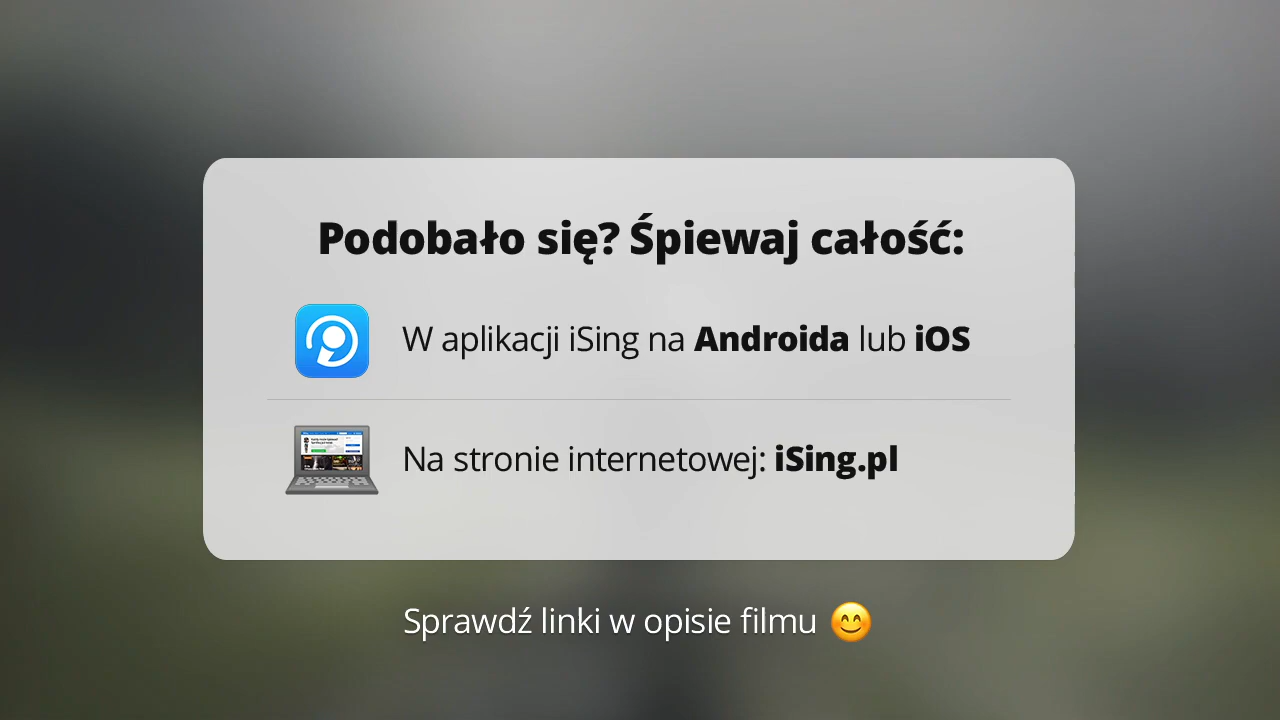 Podobało się? Śpiewaj całość:
W aplikacji iSing na Androida lub iOS
Na stronie internetowej: iSing.pl
Sprawdź linki w opisie filmu 😊